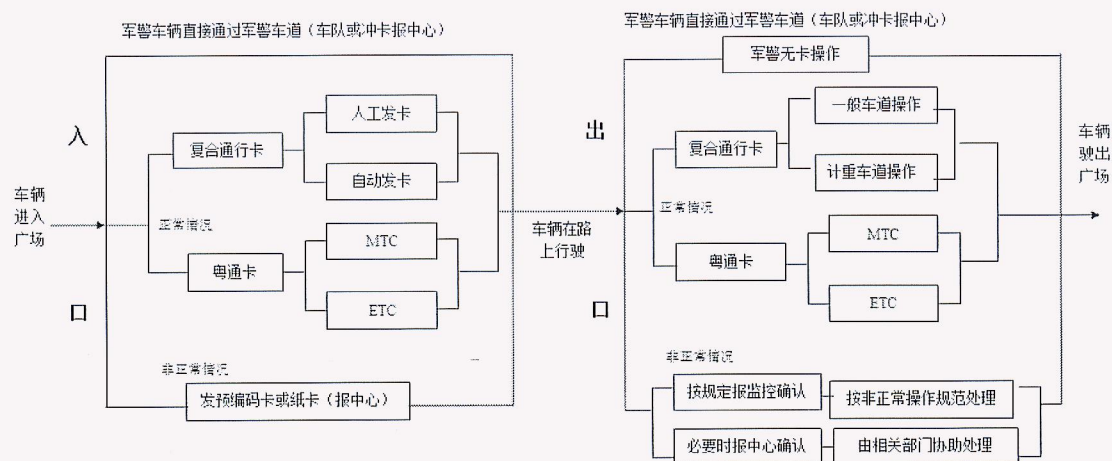 军警车辆直接通过军警车道（车队或冲卡报中心）
入
口
车辆
进入
广场
正常情况
复合通行卡
人工发卡
自动发卡
粤通卡
MTC
ETC
非正常情况
发预编码卡或纸卡（报中心）
车辆在路
上行驶
军警车辆直接通过军警车道（车队或冲卡报中心）
军警无卡操作
出
口
正常情况
复合通行卡
一般车道操作
计重车道操作
粤通卡
MTC
ETC
非正常情况
按规定报监控确认
按非正常操作规范处理
必要时报中心确认
由相关部门协助处理
车辆
驶出
广场